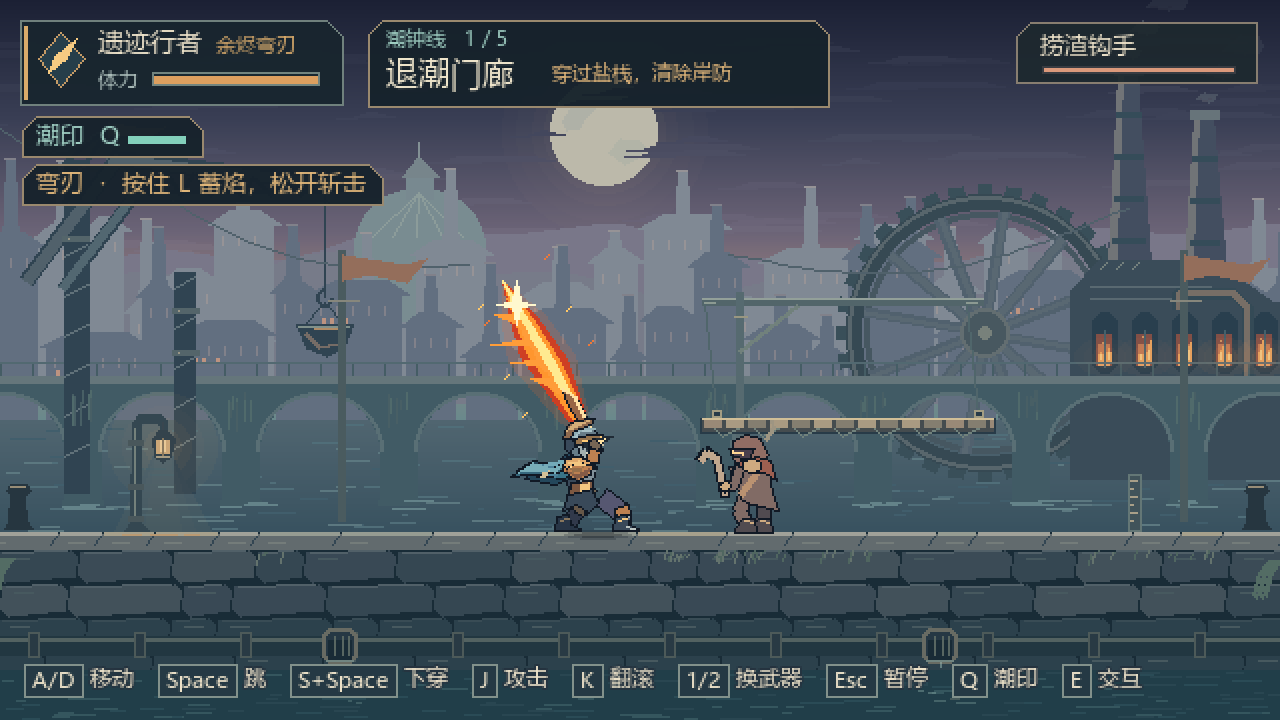 遗迹行者 余烬弯刃
体力
潮钟线 1 / 5
退潮门廊 穿过盐栈，清除岸防
捞渣钩手
潮印 Q
弯刃 · 按住 L 蓄焰，松开斩击
A/D 移动 Space 跳 S+Space 下穿 J 攻击 K 翻滚 1/2 换武器 Esc 暂停 Q 潮印 E 交互